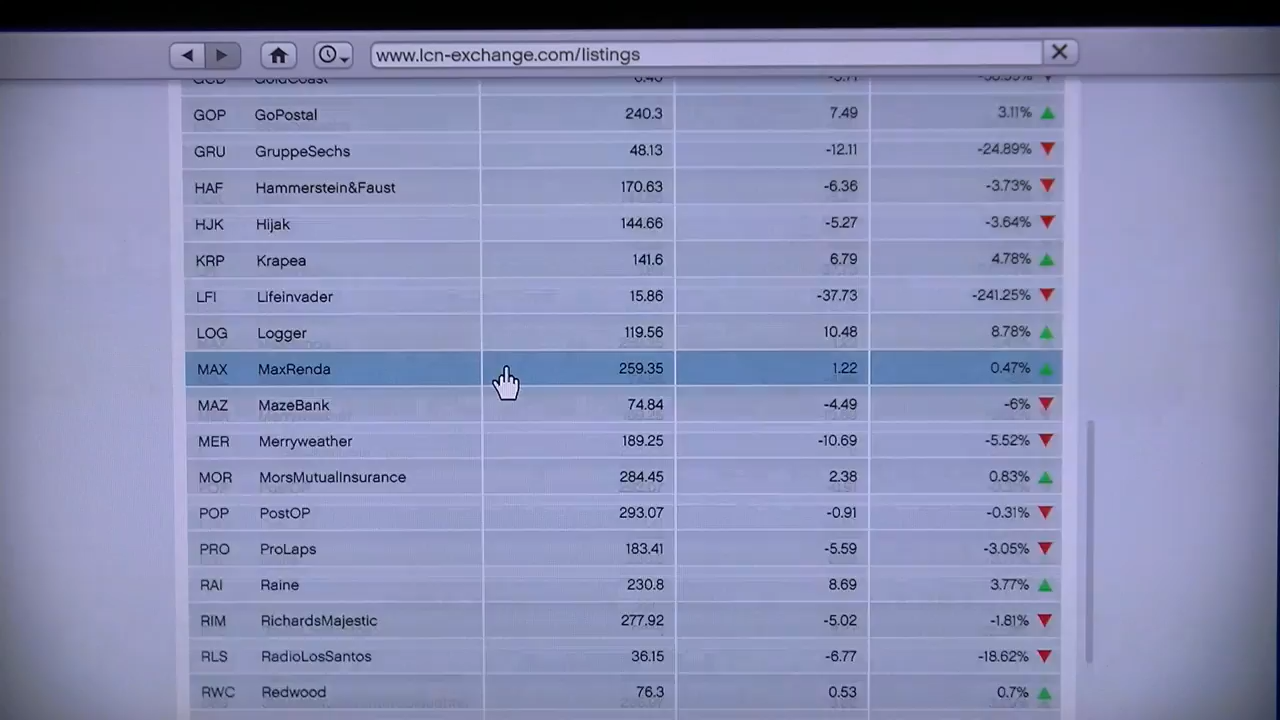 www.lcn-exchange.com/listings
GCD GoldCoast
GOP GoPostal 240.3 7.49 3.11%
GRU GruppeSechs 48.13 -12.11 -24.89%
HAF Hammerstein&Faust 170.63 -6.36 -3.73%
HJK Hijak 144.66 -5.27 -3.64%
KRP Krapea 141.6 6.79 4.78%
LFI Lifeinvader 15.86 -37.73 -241.25%
LOG Logger 119.56 10.48 8.78%
MAX MaxRenda 259.35 1.22 0.47%
MAZ MazeBank 74.84 -4.49 -6%
MER Merryweather 189.25 -10.69 -5.52%
MOR MorsMutualInsurance 284.45 2.38 0.83%
POP PostOP 293.07 -0.91 -0.31%
PRO ProLaps 183.41 -5.59 -3.05%
RAI Raine 230.8 8.69 3.77%
RIM RichardsMajestic 277.92 -5.02 -1.81%
RLS RadioLosSantos 36.15 -6.77 -18.62%
RWC Redwood 76.3 0.53 0.7%